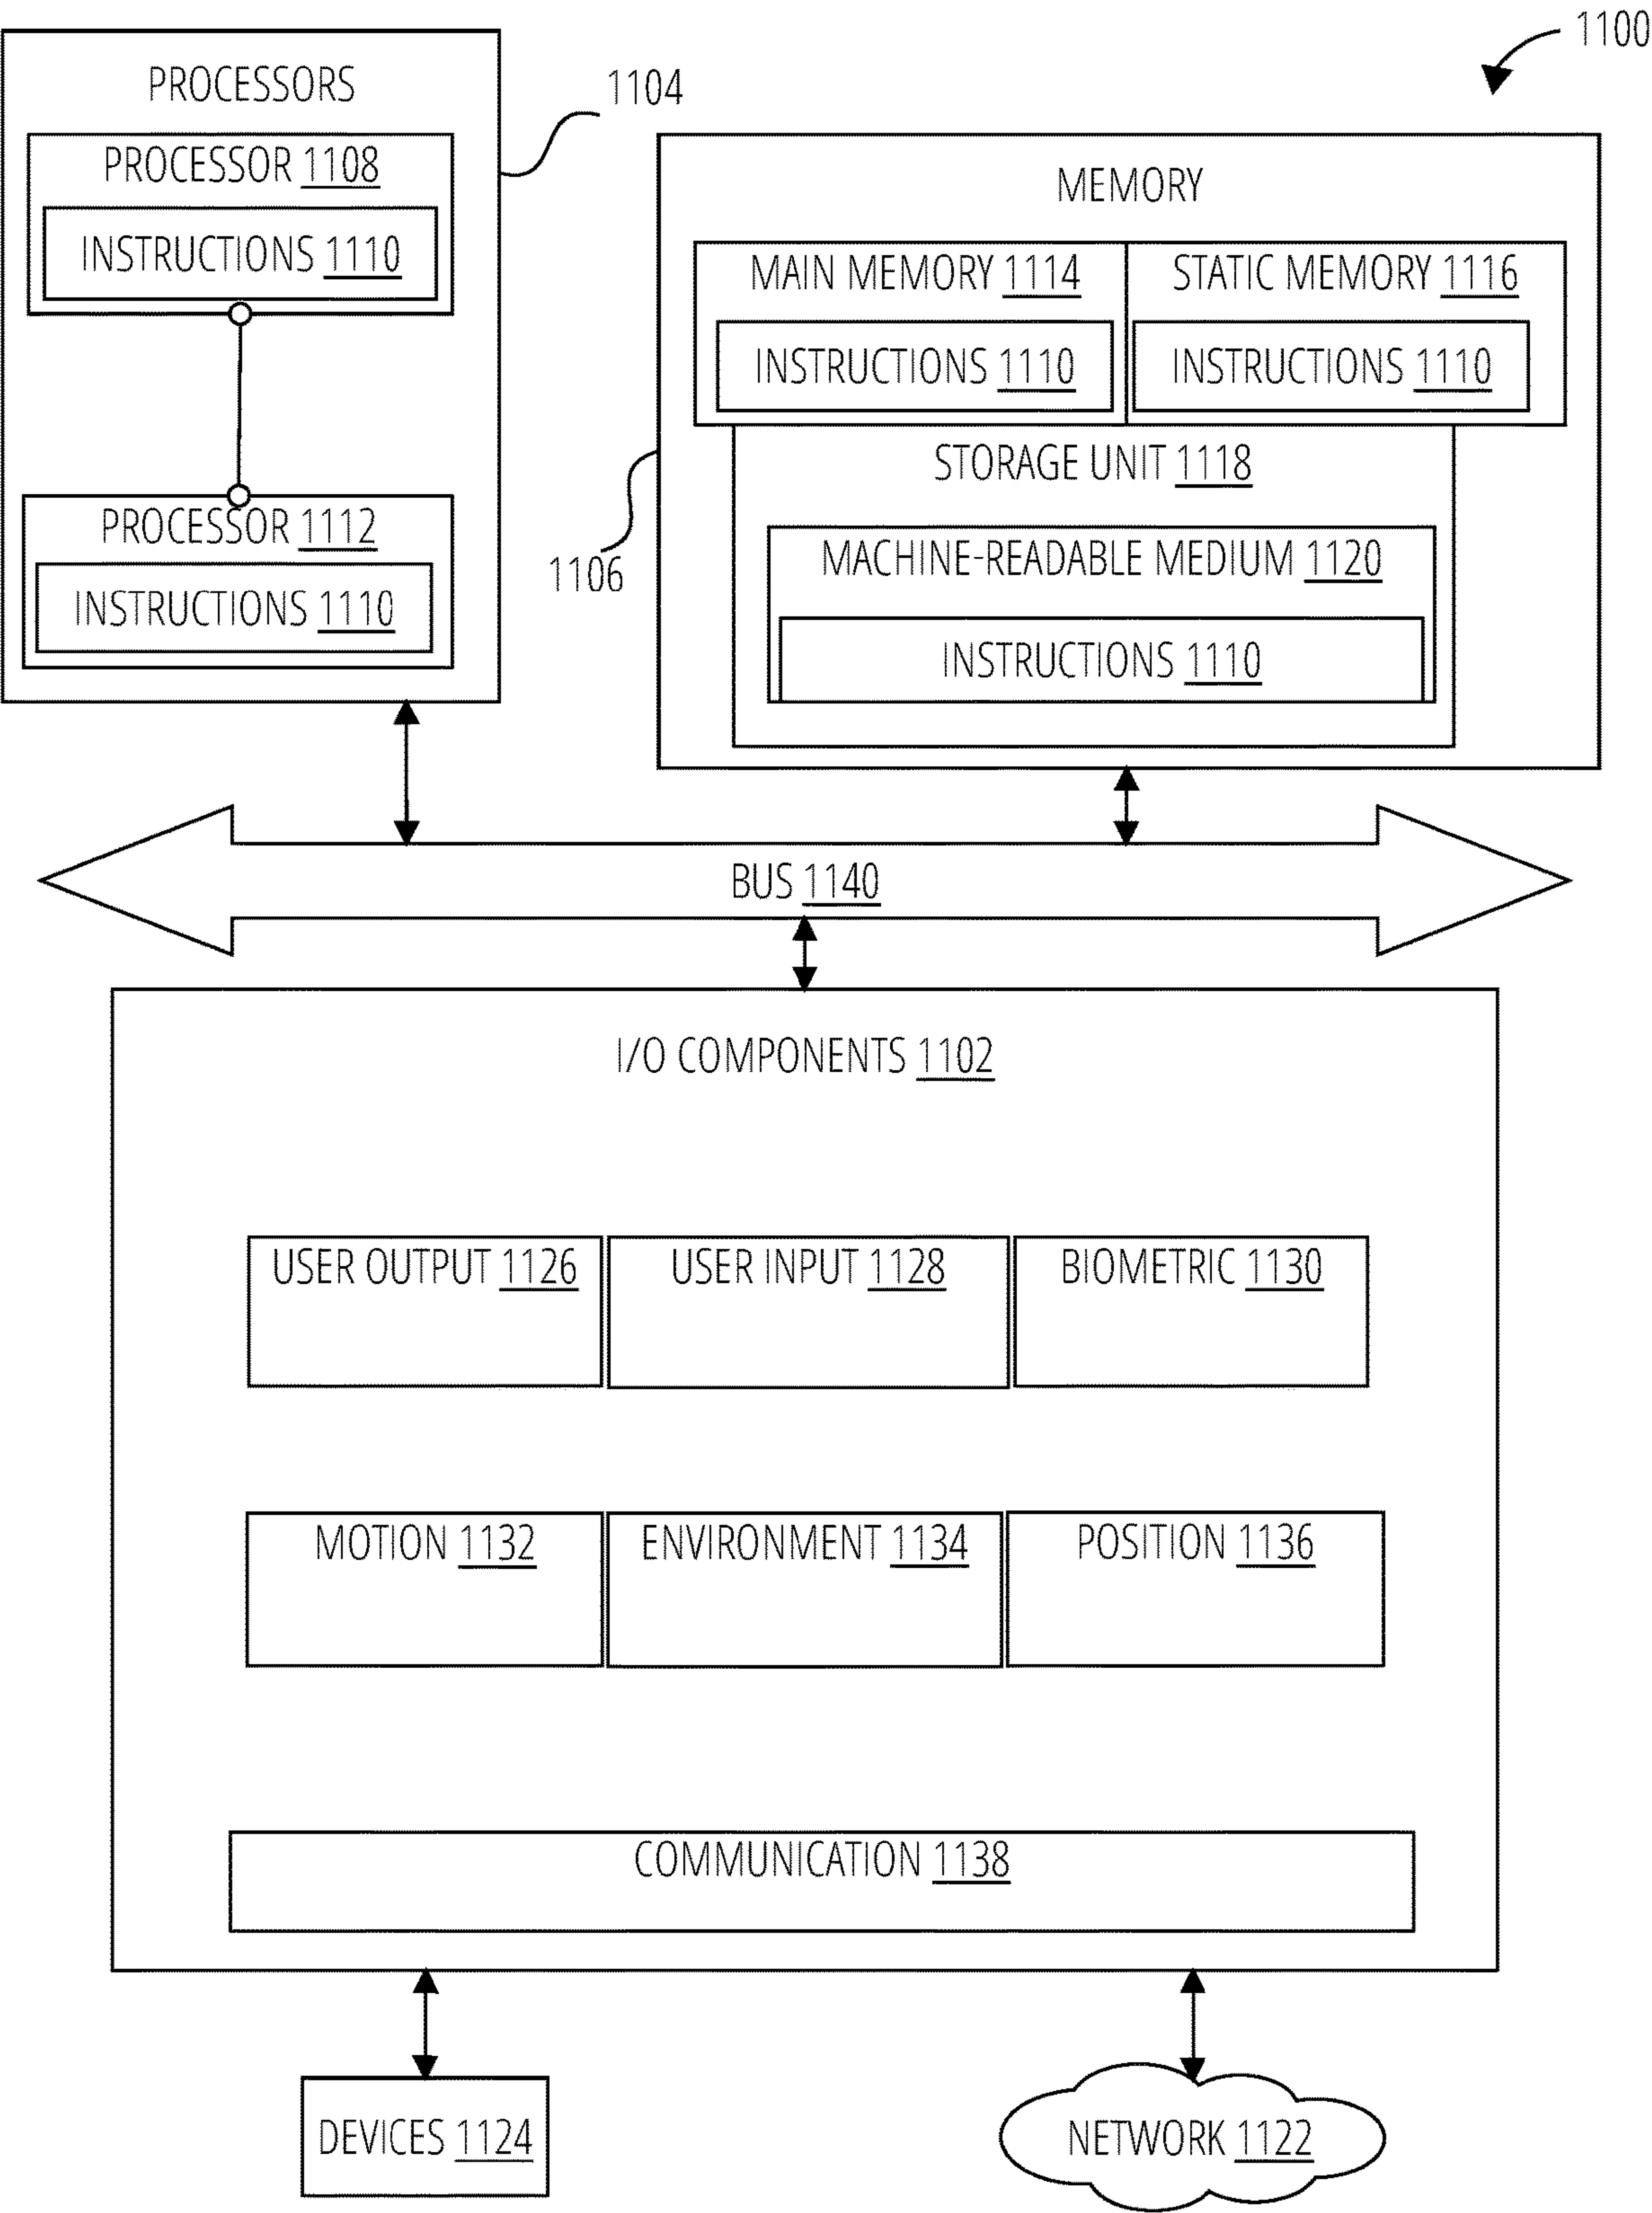 1100
PROCESSORS
1104
PROCESSOR 1108
INSTRUCTIONS 1110
PROCESSOR 1112
INSTRUCTIONS 1110
MEMORY
MAIN MEMORY 1114
STATIC MEMORY 1116
INSTRUCTIONS 1110
INSTRUCTIONS 1110
STORAGE UNIT 1118
1106
MACHINE-READABLE MEDIUM 1120
INSTRUCTIONS 1110
BUS 1140
I/O COMPONENTS 1102
USER OUTPUT 1126
USER INPUT 1128
BIOMETRIC 1130
MOTION 1132
ENVIRONMENT 1134
POSITION 1136
COMMUNICATION 1138
DEVICES 1124
NETWORK 1122